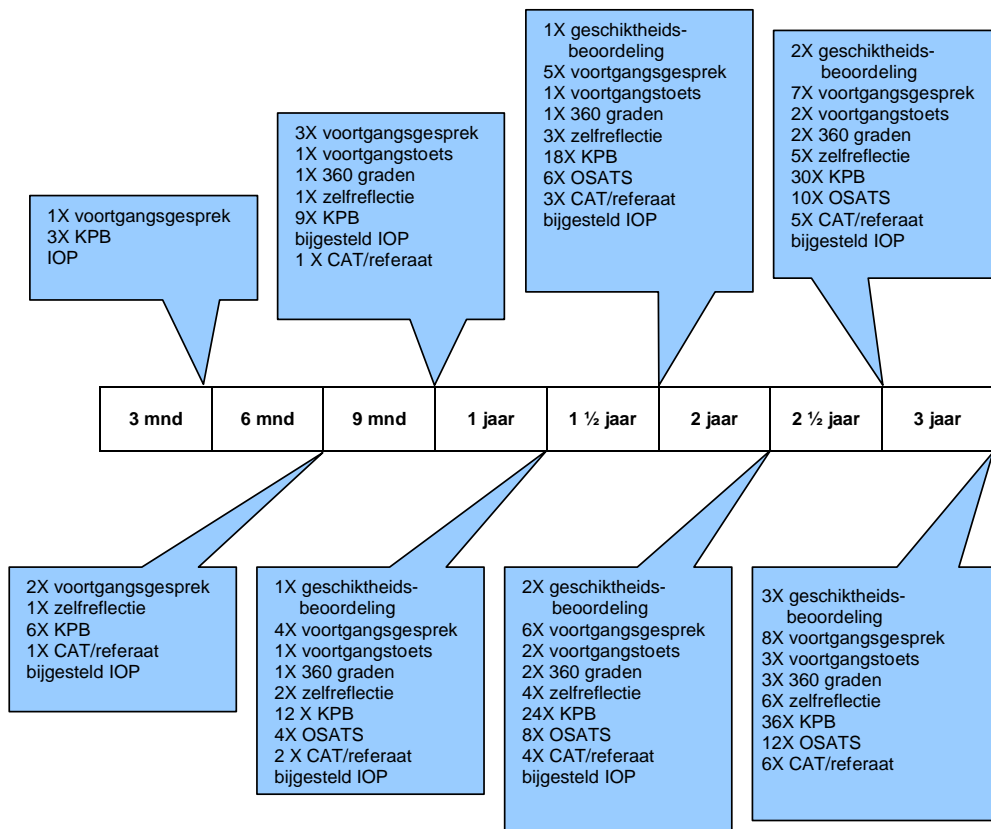 1X voortgangsgesprek
3X KPB
IOP
3X voortgangsgesprek
1X voortgangstoets
1X 360 graden
1X zelfreflectie
9X KPB
bijgesteld IOP
1 X CAT/referaat
1X geschiktheids-
beoordeling
5X voortgangsgesprek
1X voortgangstoets
1X 360 graden
3X zelfreflectie
18X KPB
6X OSATS
3X CAT/referaat
bijgesteld IOP
2X geschiktheids-
beoordeling
7X voortgangsgesprek
2X voortgangstoets
2X 360 graden
5X zelfreflectie
30X KPB
10X OSATS
5X CAT/referaat
bijgesteld IOP
3 mnd 6 mnd 9 mnd 1 jaar 1 ½ jaar 2 jaar 2 ½ jaar 3 jaar
2X voortgangsgesprek
1X zelfreflectie
6X KPB
1X CAT/referaat
bijgesteld IOP
1X geschiktheids-
beoordeling
4X voortgangsgesprek
1X voortgangstoets
1X 360 graden
2X zelfreflectie
12 X KPB
4X OSATS
2 X CAT/referaat
bijgesteld IOP
2X geschiktheids-
beoordeling
6X voortgangsgesprek
2X voortgangstoets
2X 360 graden
4X zelfreflectie
24X KPB
8X OSATS
4X CAT/referaat
bijgesteld IOP
3X geschiktheids-
beoordeling
8X voortgangsgesprek
3X voortgangstoets
3X 360 graden
6X zelfreflectie
36X KPB
12X OSATS
6X CAT/referaat